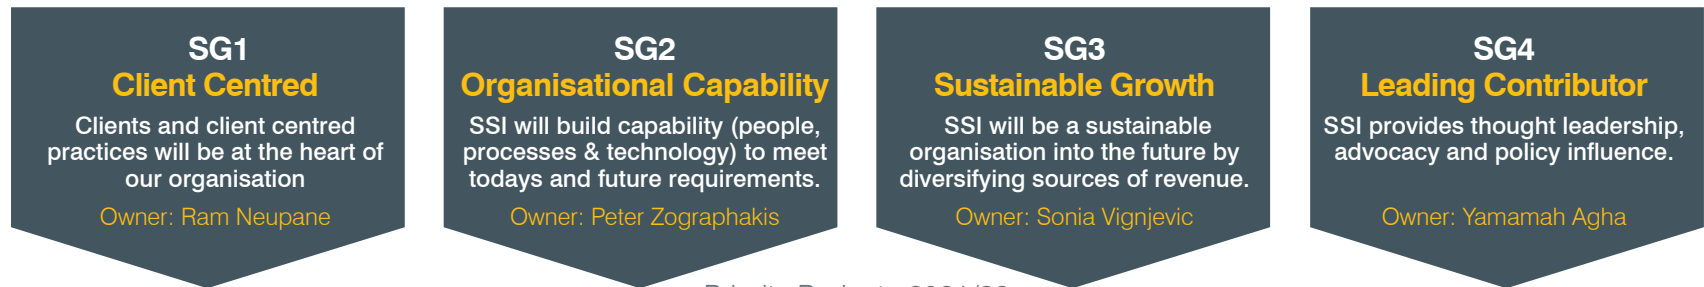 SG1
Client Centred
Clients and client centred
practices will be at the heart of
our organisation
Owner: Ram Neupane
SG2
Organisational Capability
SSI will build capability (people,
processes & technology) to meet
todays and future requirements.
Owner: Peter Zographakis
SG3
Sustainable Growth
SSI will be a sustainable
organisation into the future by
diversifying sources of revenue.
Owner: Sonia Vignjevic
SG4
Leading Contributor
SSI provides thought leadership,
advocacy and policy influence.
Owner: Yamamah Agha